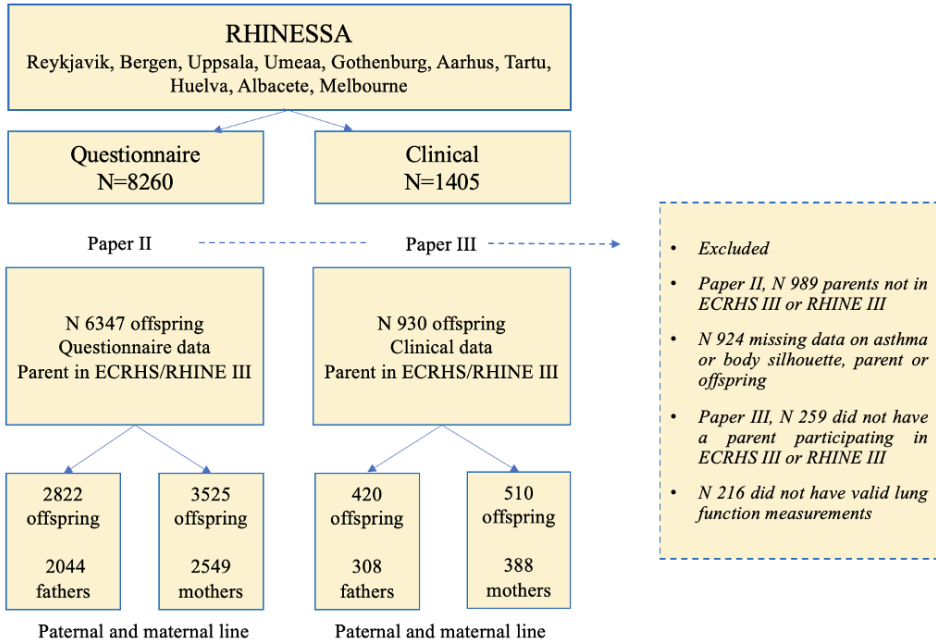 RHINESSA
Reykjavik, Bergen, Uppsala, Umeaa, Gothenburg, Aarhus, Tartu,
Huelva, Albacete, Melbourne
Questionnaire
N=8260
Clinical
N=1405
Paper II
Paper III
N 6347 offspring
Questionnaire data
Parent in ECRHS/RHINE III
N 930 offspring
Clinical data
Parent in ECRHS/RHINE III
2822
offspring
2044
fathers
3525
offspring
2549
mothers
420
offspring
308
fathers
510
offspring
388
mothers
Paternal and maternal line
Paternal and maternal line
• Excluded
• Paper II, N 989 parents not in
ECRHS III or RHINE III
• N 924 missing data on asthma
or body silhouette, parent or
offspring
• Paper III, N 259 did not have
a parent participating in
ECRHS III or RHINE III
• N 216 did not have valid lung
function measurements